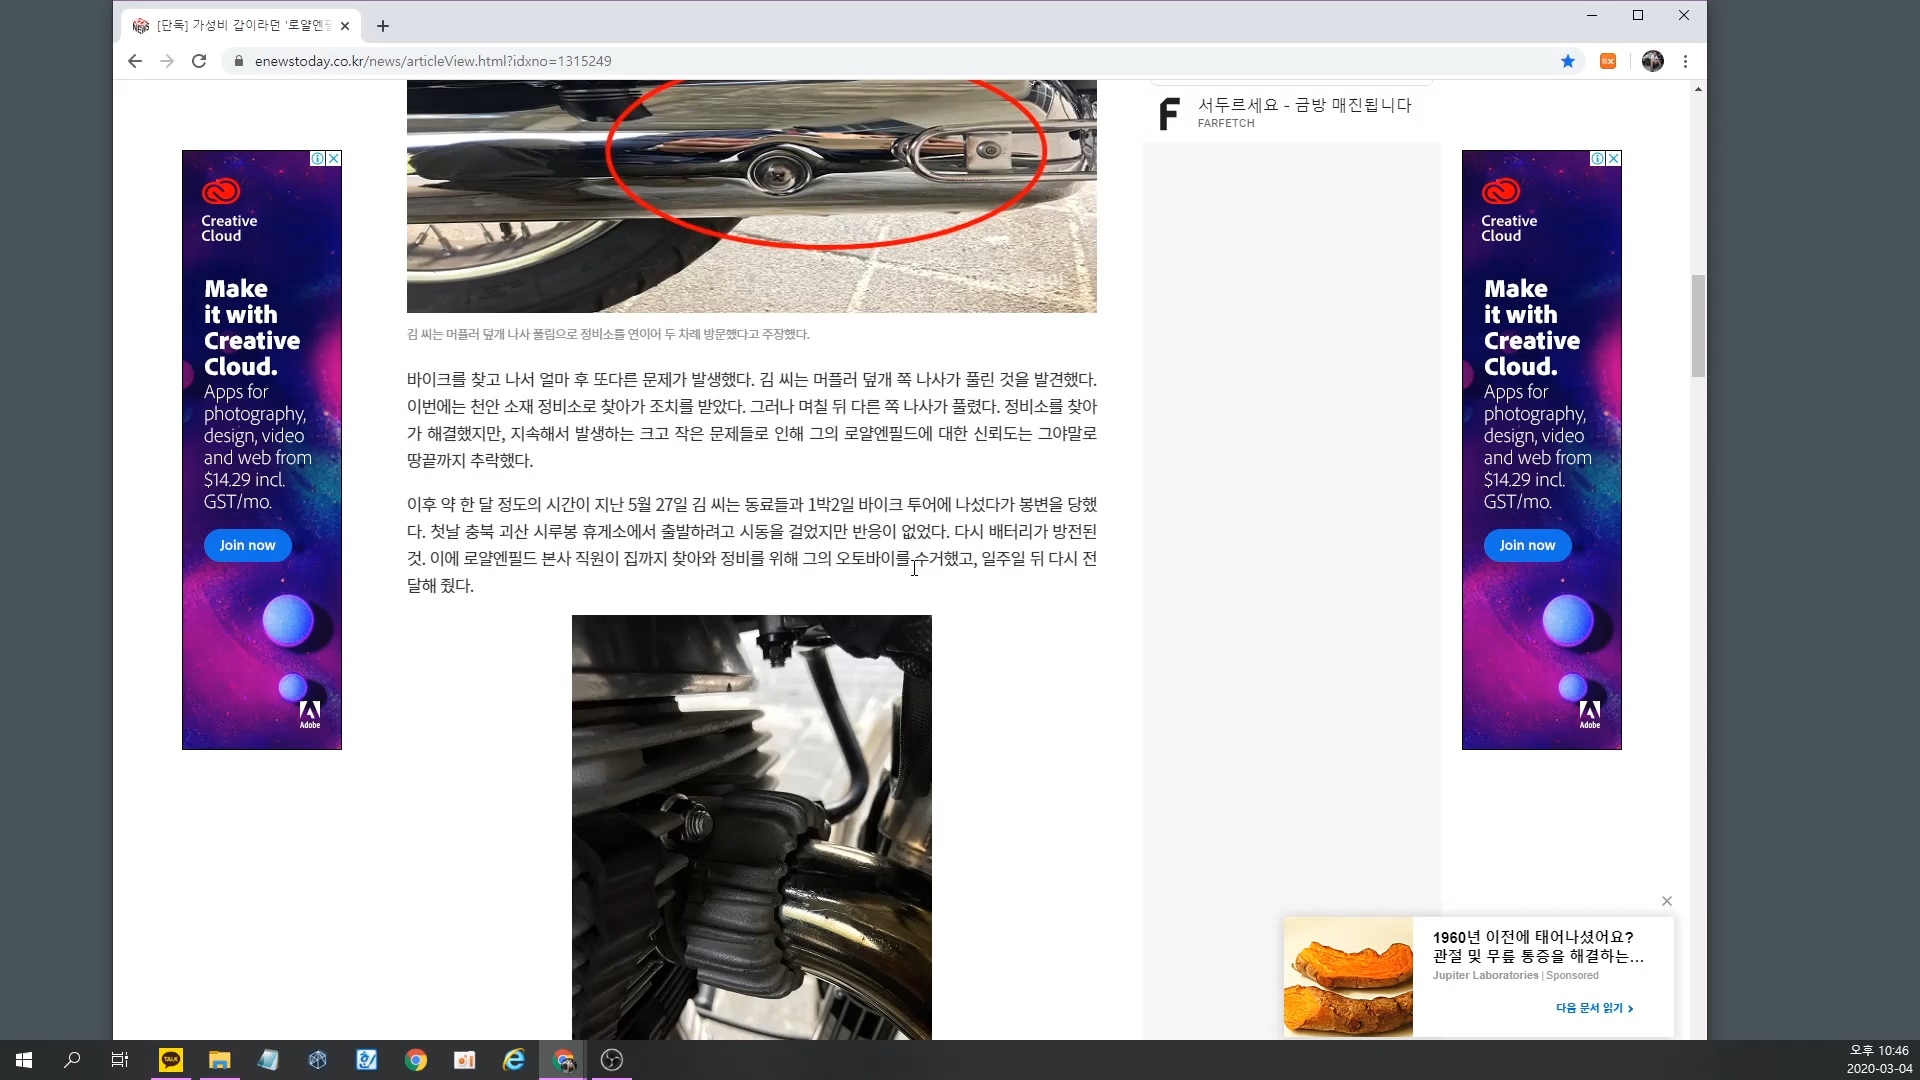 [단독] 가성비 갑이라던 '로얄엔필
enewstoday.co.kr/news/articleView.html?idxno=1315249
서두르세요 - 금방 매진됩니다
FARFETCH
Creative
Cloud
Make
it with
Creative
Cloud.
Apps for
photography,
design, video
and web from
$14.29 incl.
GST/mo.
Join now
Adobe
김 씨는 머플러 덮개 나사 풀림으로 정비소를 연이어 두 차례 방문했다고 주장했다.
바이크를 찾고 나서 얼마 후 또다른 문제가 발생했다. 김 씨는 머플러 덮개 쪽 나사가 풀린 것을 발견했다.
이번에는 천안 소재 정비소로 찾아가 조치를 받았다. 그러나 며칠 뒤 다른 쪽 나사가 풀렸다. 정비소를 찾아
가 해결했지만, 지속해서 발생하는 크고 작은 문제들로 인해 그의 로얄엔필드에 대한 신뢰도는 그야말로
땅끝까지 추락했다.
이후 약 한 달 정도의 시간이 지난 5월 27일 김 씨는 동료들과 1박2일 바이크 투어에 나섰다가 봉변을 당했
다. 첫날 충북 괴산 시루봉 휴게소에서 출발하려고 시동을 걸었지만 반응이 없었다. 다시 배터리가 방전된
것. 이에 로얄엔필드 본사 직원이 집까지 찾아와 정비를 위해 그의 오토바이를 수거했고, 일주일 뒤 다시 전
달해 줬다.
Creative
Cloud
Make
it with
Creative
Cloud.
Apps for
photography,
design, video
and web from
$14.29 incl.
GST/mo.
Join now
Adobe
1960년 이전에 태어나셨어요?
관절 및 무릎 통증을 해결하는...
Jupiter Laboratories | Sponsored
다음 문서 읽기 >
TALK
오후 10:46
2020-03-04